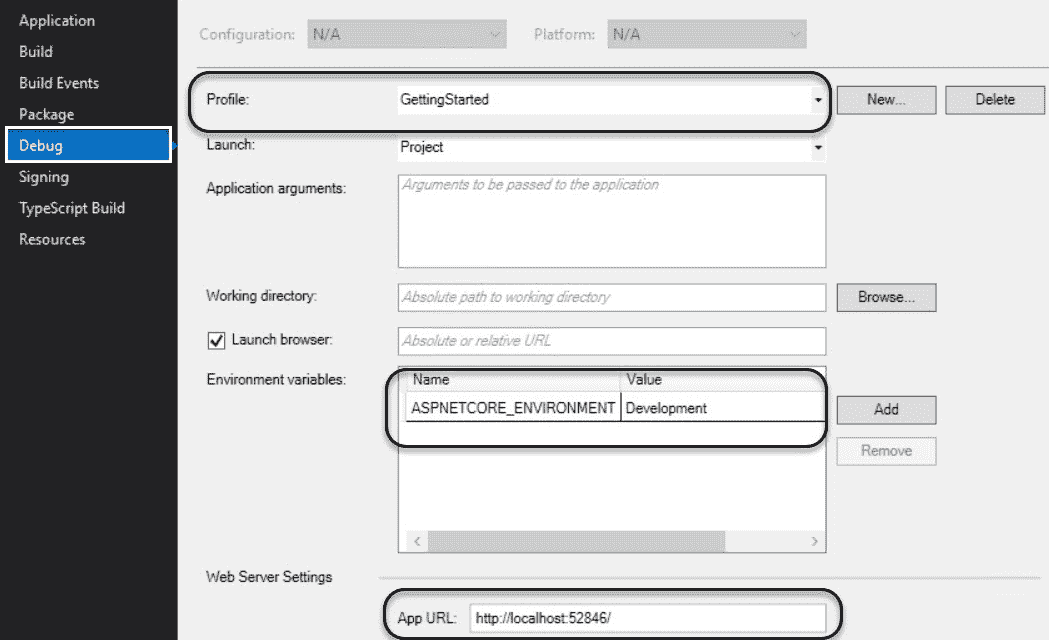 Application
Build
Build Events
Package
Debug
Signing
TypeScript Build
Resources
Configuration: N/A Platform: N/A
Profile: GettingStarted New... Delete
Launch: Project
Application arguments: Arguments to be passed to the application
Working directory: Absolute path to working directory Browse...
Launch browser: Absolute or relative URL
Environment variables: Name Value
ASPNETCORE_ENVIRONMENT Development Add
Remove
Web Server Settings
App URL: http://localhost:52846/